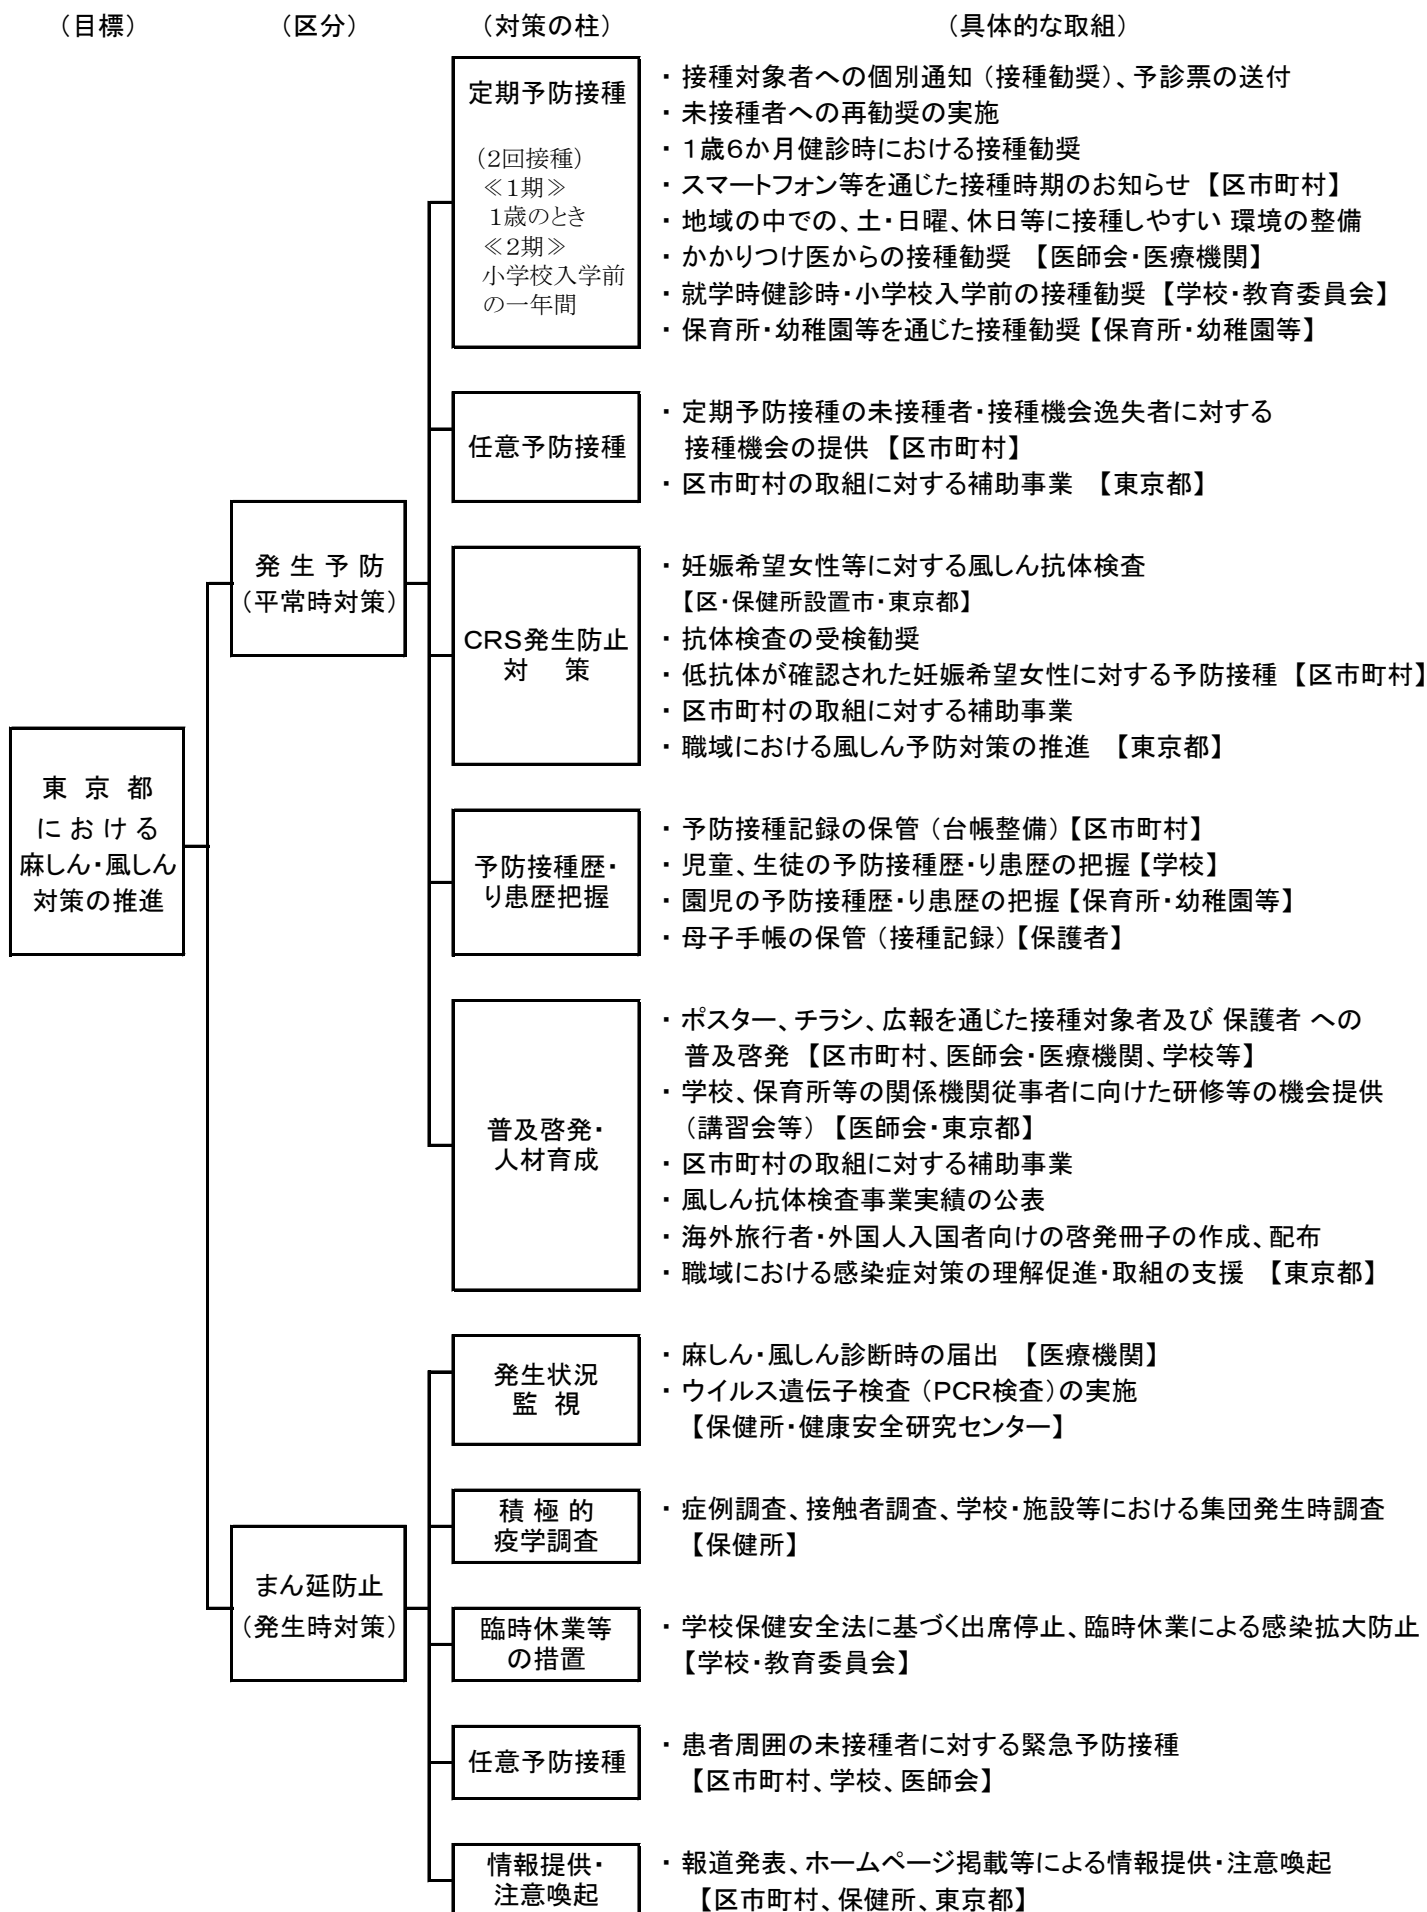 （目標）
（区分）
（対策の柱）
（具体的な取組）
定期予防接種
（2回接種）
≪1期≫
1歳のとき
≪2期≫
小学校入学前
の一年間
・ 接種対象者への個別通知（接種勧奨）、予診票の送付
・ 未接種者への再勧奨の実施
・ １歳６か月健診時における接種勧奨
・ スマートフォン等を通じた接種時期のお知らせ 【区市町村】
・ 地域の中での、土・日曜、休日等に接種しやすい 環境の整備
・ かかりつけ医からの接種勧奨 【医師会・医療機関】
・ 就学時健診時・小学校入学前の接種勧奨 【学校・教育委員会】
・ 保育所・幼稚園等を通じた接種勧奨【保育所・幼稚園等】
任意予防接種
・ 定期予防接種の未接種者・接種機会逸失者に対する
接種機会の提供 【区市町村】
・ 区市町村の取組に対する補助事業 【東京都】
発 生 予 防
（平常時対策）
CRS発生防止
対 策
・ 妊娠希望女性等に対する風しん抗体検査
【区・保健所設置市・東京都】
・ 抗体検査の受検勧奨
・ 低抗体が確認された妊娠希望女性に対する予防接種 【区市町村】
・ 区市町村の取組に対する補助事業
・ 職域における風しん予防対策の推進 【東京都】
東 京 都
に お け る
麻しん・風しん
対策の推進
予防接種歴・
り患歴把握
・ 予防接種記録の保管（台帳整備）【区市町村】
・ 児童、生徒の予防接種歴・り患歴の把握【学校】
・ 園児の予防接種歴・り患歴の把握【保育所・幼稚園等】
・ 母子手帳の保管（接種記録）【保護者】
普及啓発・
人材育成
・ ポスター、チラシ、広報を通じた接種対象者及び 保護者 への
普及啓発 【区市町村、医師会・医療機関、学校等】
・ 学校、保育所等の関係機関従事者に向けた研修等の機会提供
（講習会等） 【医師会・東京都】
・ 区市町村の取組に対する補助事業
・ 風しん抗体検査事業実績の公表
・ 海外旅行者・外国人入国者向けの啓発冊子の作成、配布
・ 職域における感染症対策の理解促進・取組の支援 【東京都】
発生状況
監 視
・ 麻しん・風しん診断時の届出 【医療機関】
・ ウイルス遺伝子検査（PCR検査）の実施
【保健所・健康安全研究センター】
積 極 的
疫学調査
・ 症例調査、接触者調査、学校・施設等における集団発生時調査
【保健所】
まん延防止
（発生時対策）
臨時休業等
の措置
・ 学校保健安全法に基づく出席停止、臨時休業による感染拡大防止
【学校・教育委員会】
任意予防接種
・ 患者周囲の未接種者に対する緊急予防接種
【区市町村、学校、医師会】
情報提供・
注意喚起
・ 報道発表、ホームページ掲載等による情報提供・注意喚起
【区市町村、保健所、東京都】